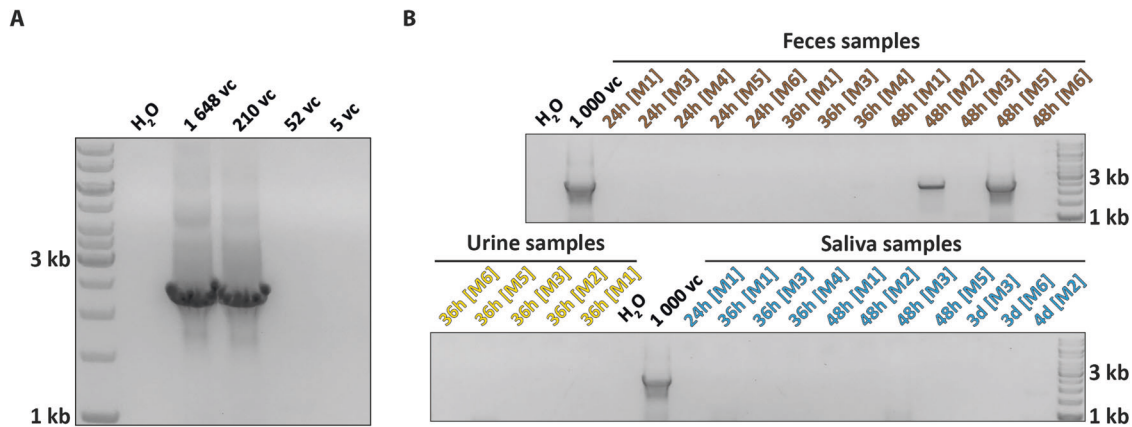 A
H₂O
1 648 vc
210 vc
52 vc
5 vc
3 kb
1 kb
B
Feces samples
H₂O
1 000 vc
24h [M1]
24h [M3]
24h [M4]
24h [M5]
24h [M6]
36h [M1]
36h [M3]
36h [M4]
48h [M1]
48h [M2]
48h [M3]
48h [M5]
48h [M6]
3 kb
1 kb
Urine samples
Saliva samples
36h [M6]
36h [M5]
36h [M3]
36h [M2]
36h [M1]
H₂O
1 000 vc
24h [M1]
36h [M1]
36h [M3]
36h [M4]
48h [M1]
48h [M2]
48h [M3]
48h [M5]
3d [M3]
3d [M6]
4d [M2]
3 kb
1 kb